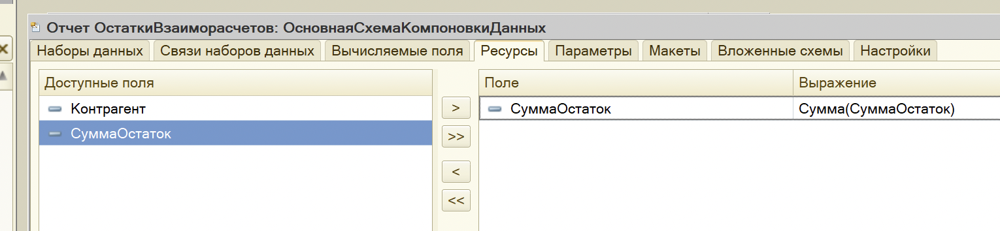 Отчет ОстаткиВзаиморасчетов: ОсновнаяСхемаКомпоновкиДанных
Наборы данных Связи наборов данных Вычисляемые поля Ресурсы Параметры Макеты Вложенные схемы Настройки
Доступные поля Поле Выражение
Контрагент > СуммаОстаток Сумма(СуммаОстаток)
СуммаОстаток >>
<
<<